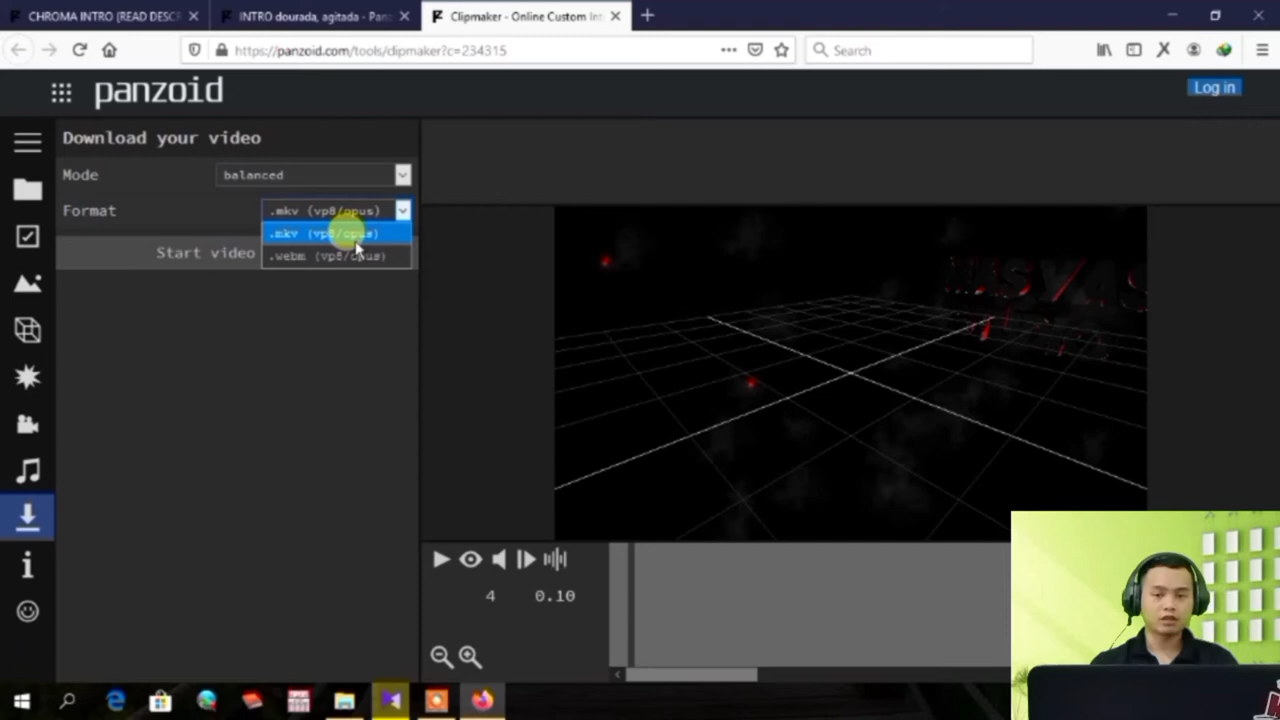 CHROMA INTRO (READ DESCR
INTRO dourada, agitada - Pan
Clipmaker - Online Custom Int
https://panzoid.com/tools/clipmaker?c=234315
Search
panzoid
Log in
Download your video
Mode
balanced
Format
.mkv (vp8/opus)
.mkv (vp8/opus)
Start video
.webm (vp8/opus)
4
0.10